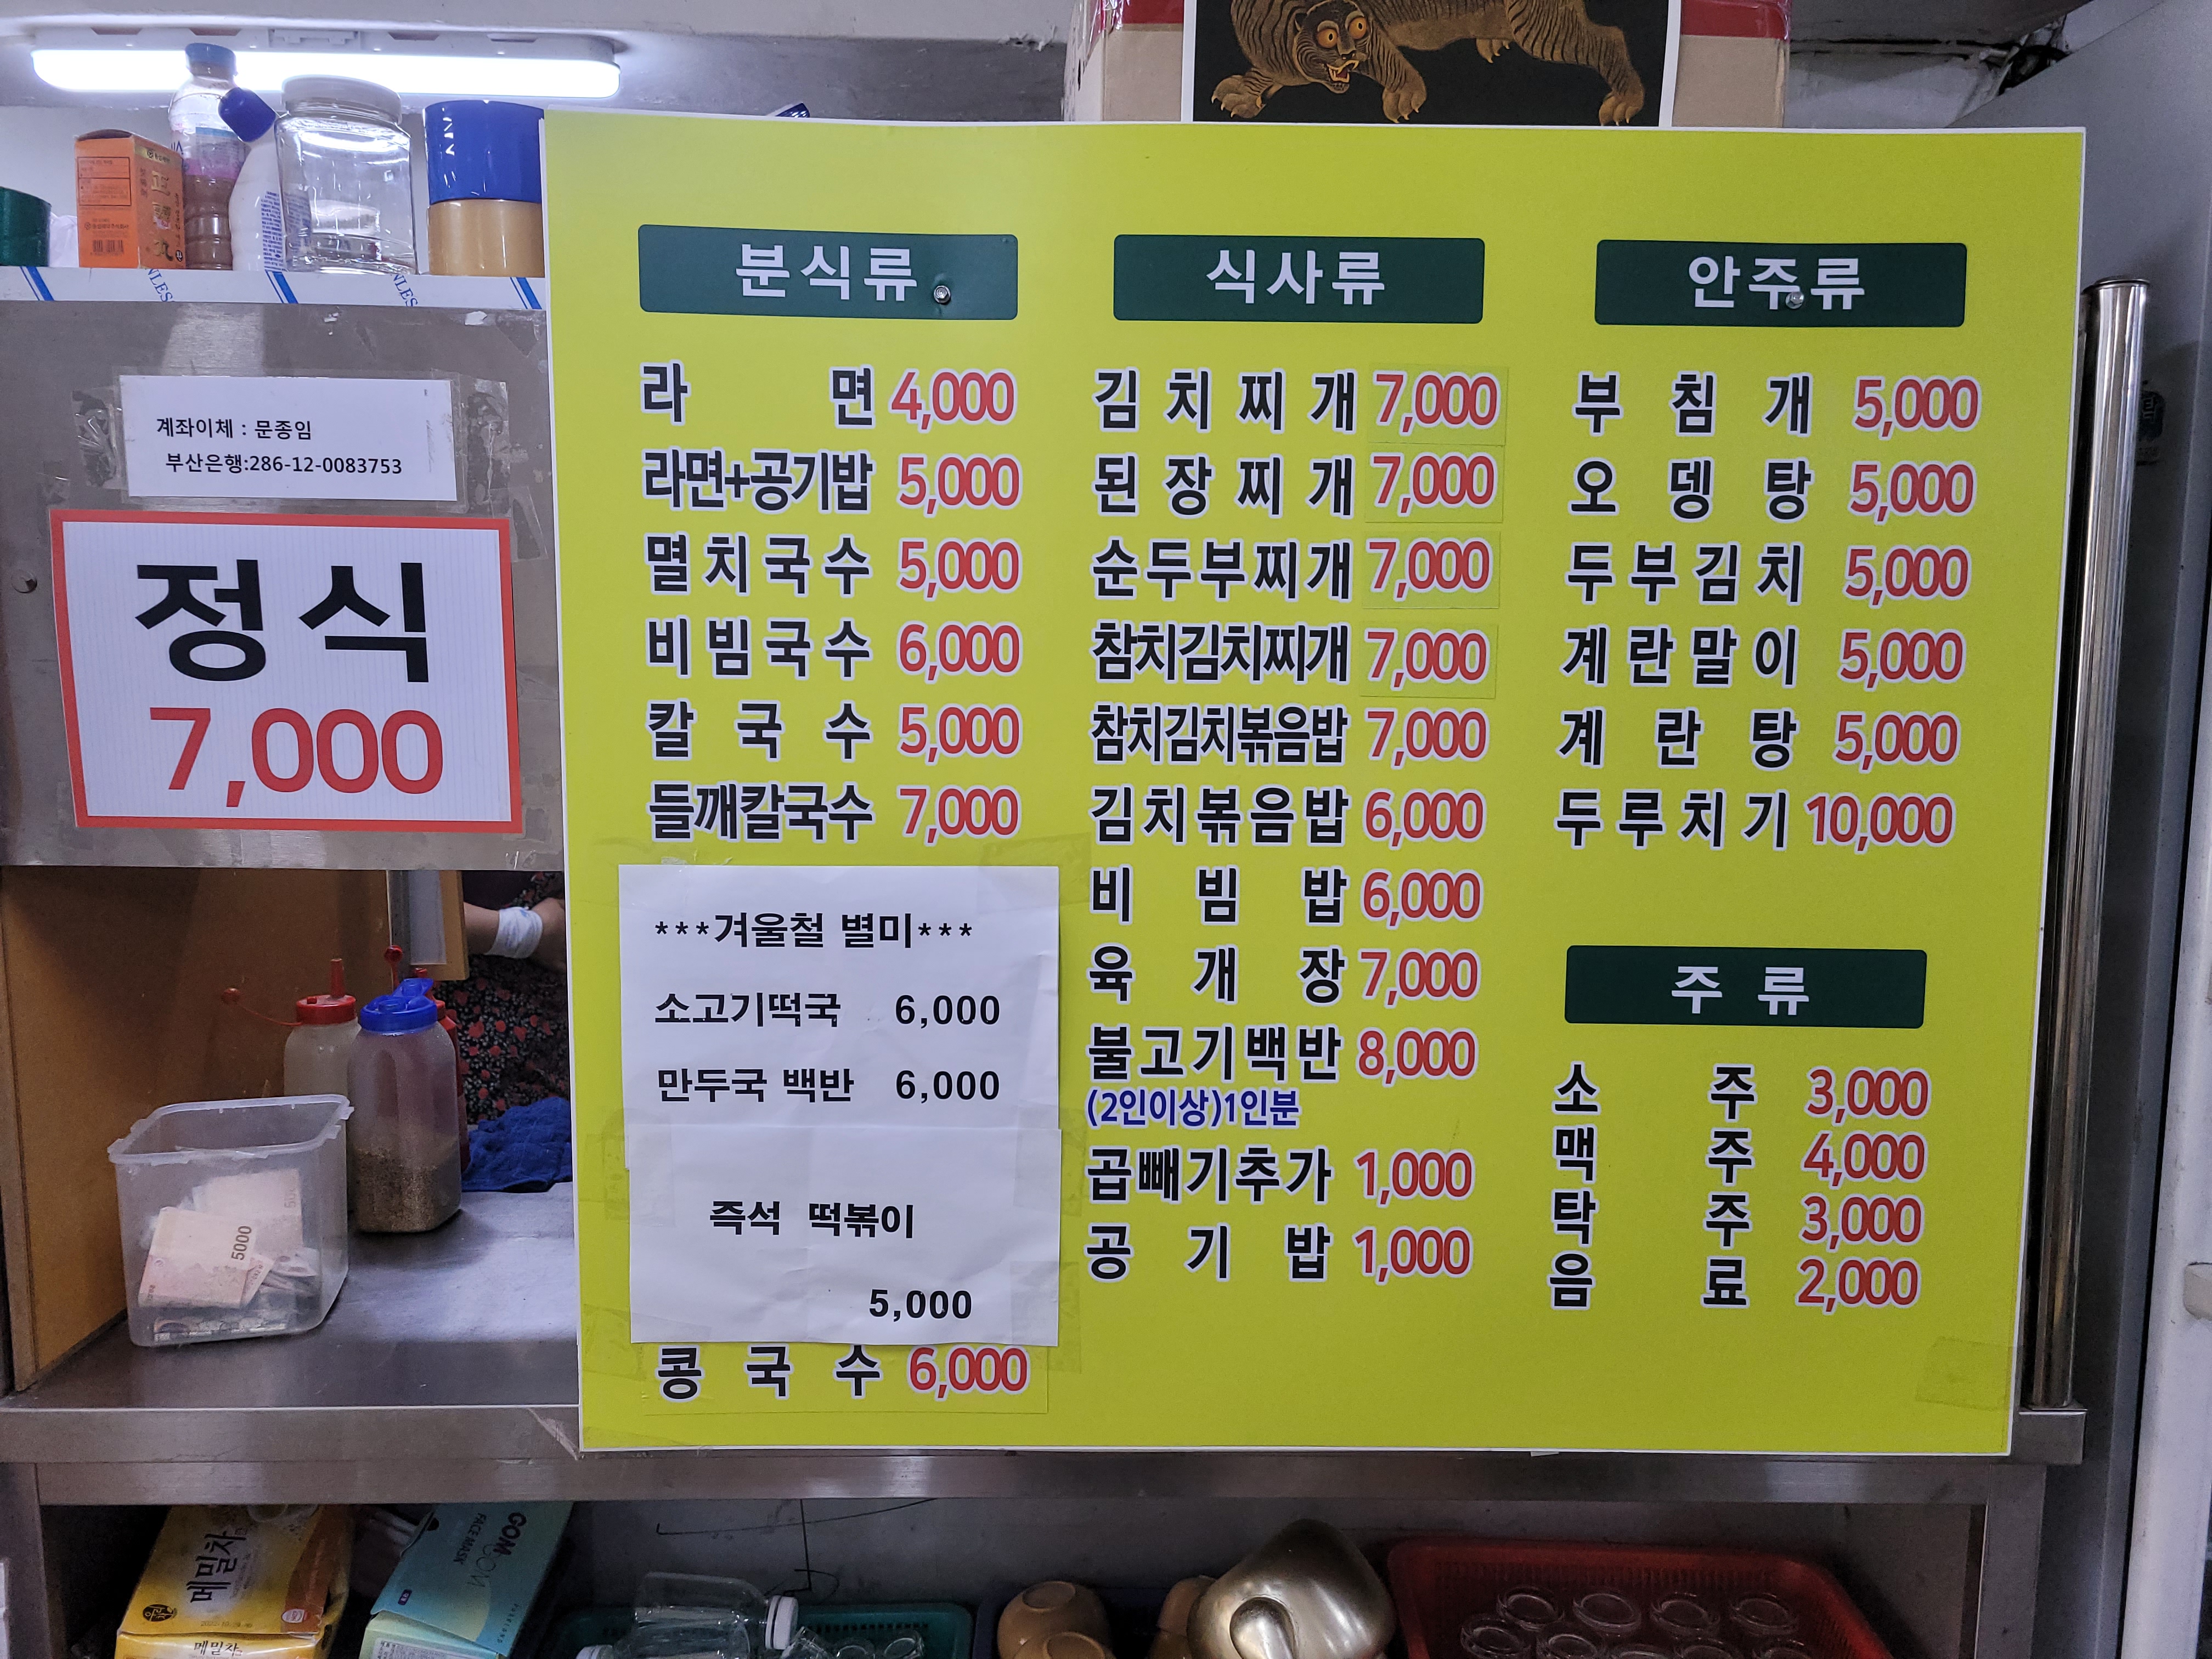 계좌이체 : 문종임
부산은행:286-12-0083753
정식
7,000
분식류
라면 4,000
라면+공기밥 5,000
멸치국수 5,000
비빔국수 6,000
칼국수 5,000
들깨칼국수 7,000
***겨울철 별미***
소고기떡국 6,000
만두국 백반 6,000
즉석 떡볶이
5,000
콩국수 6,000
식사류
김치찌개 7,000
된장찌개 7,000
순두부찌개 7,000
참치김치찌개 7,000
참치김치볶음밥 7,000
김치볶음밥 6,000
비빔밥 6,000
육개장 7,000
불고기백반 8,000
(2인이상)1인분
곱빼기추가 1,000
공기밥 1,000
안주류
부침개 5,000
오뎅탕 5,000
두부김치 5,000
계란말이 5,000
계란탕 5,000
두루치기 10,000
주류
소주 3,000
맥주 4,000
탁주 3,000
음료 2,000
5000
메밀차
메밀차
FACE MASK